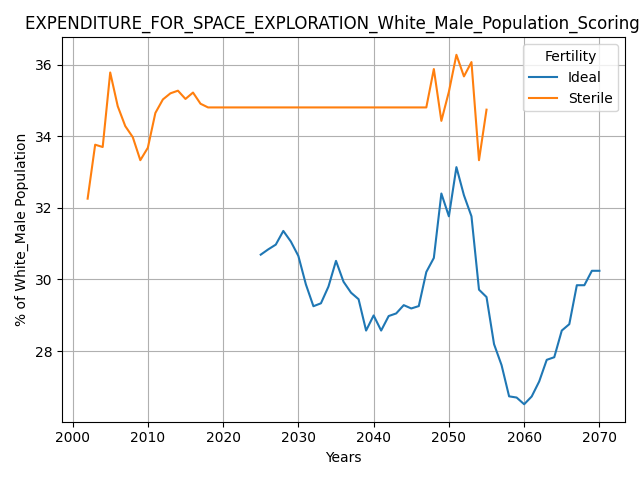 EXPENDITURE_FOR_SPACE_EXPLORATION_White_Male_Population_Scoring
Fertility
Ideal
Sterile
% of White_Male Population
36
34
32
30
28
2000 2010 2020 2030 2040 2050 2060 2070
Years